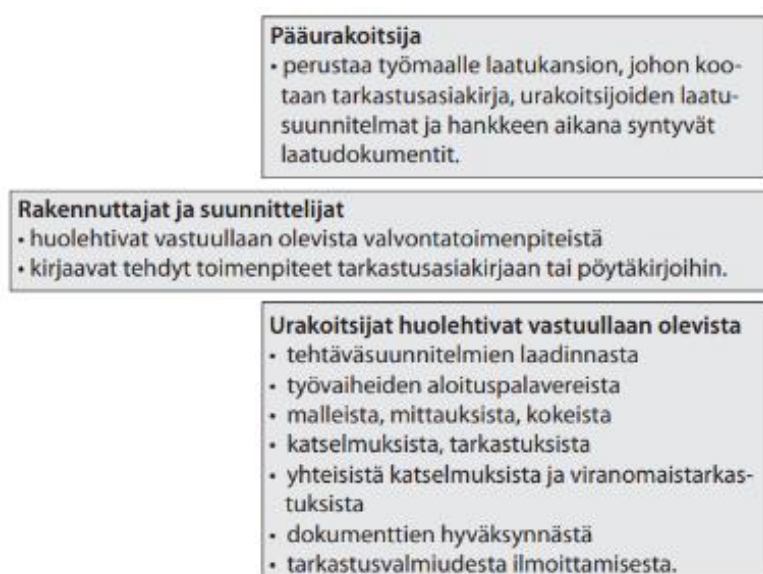 Pääurakoitsija
• perustaa työmaalle laatukansion, johon koo-
taan tarkastusasiakirja, urakoitsijoiden laatu-
suunnitelmat ja hankkeen aikana syntyvät
laatudokumentit.
Rakennuttajat ja suunnittelijat
• huolehtivat vastuullaan olevista valvontatoimenpiteistä
• kirjaavat tehdyt toimenpiteet tarkastusasiakirjaan tai pöytäkirjoihin.
Urakoitsijat huolehtivat vastuullaan olevista
• tehtäväsuunnitelmien laadinnasta
• työvaiheiden aloituspalavereista
• malleista, mittauksista, kokeista
• katselmuksista, tarkastuksista
• yhteisistä katselmuksista ja viranomaistarkas-
tuksista
• dokumenttien hyväksynnästä
• tarkastusvalmiudesta ilmoittamisesta.